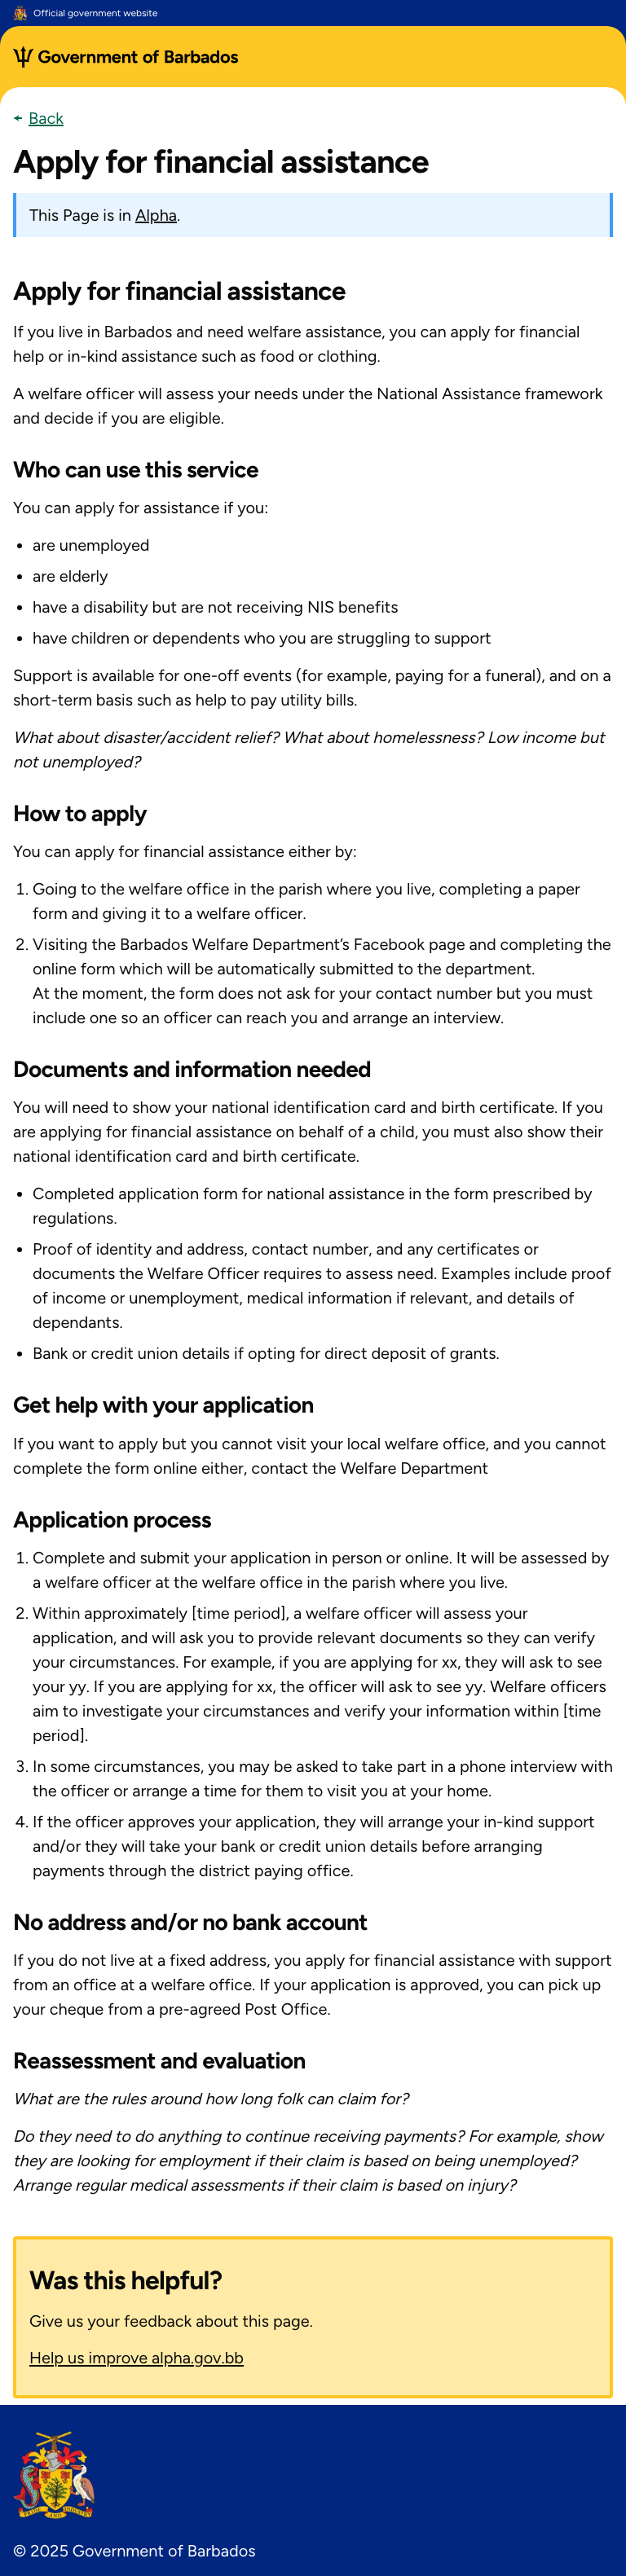 Official government website
Government of Barbados
Back
Apply for financial assistance
This Page is in Alpha.
Apply for financial assistance
If you live in Barbados and need welfare assistance, you can apply for financial
help or in-kind assistance such as food or clothing.
A welfare officer will assess your needs under the National Assistance framework
and decide if you are eligible.
Who can use this service
You can apply for assistance if you:
• are unemployed
• are elderly
• have a disability but are not receiving NIS benefits
• have children or dependents who you are struggling to support
Support is available for one-off events (for example, paying for a funeral), and on a
short-term basis such as help to pay utility bills.
What about disaster/accident relief? What about homelessness? Low income but
not unemployed?
How to apply
You can apply for financial assistance either by:
1. Going to the welfare office in the parish where you live, completing a paper
form and giving it to a welfare officer.
2. Visiting the Barbados Welfare Department’s Facebook page and completing the
online form which will be automatically submitted to the department.
At the moment, the form does not ask for your contact number but you must
include one so an officer can reach you and arrange an interview.
Documents and information needed
You will need to show your national identification card and birth certificate. If you
are applying for financial assistance on behalf of a child, you must also show their
national identification card and birth certificate.
• Completed application form for national assistance in the form prescribed by
regulations.
• Proof of identity and address, contact number, and any certificates or
documents the Welfare Officer requires to assess need. Examples include proof
of income or unemployment, medical information if relevant, and details of
dependants.
• Bank or credit union details if opting for direct deposit of grants.
Get help with your application
If you want to apply but you cannot visit your local welfare office, and you cannot
complete the form online either, contact the Welfare Department
Application process
1. Complete and submit your application in person or online. It will be assessed by
a welfare officer at the welfare office in the parish where you live.
2. Within approximately [time period], a welfare officer will assess your
application, and will ask you to provide relevant documents so they can verify
your circumstances. For example, if you are applying for xx, they will ask to see
your yy. If you are applying for xx, the officer will ask to see yy. Welfare officers
aim to investigate your circumstances and verify your information within [time
period].
3. In some circumstances, you may be asked to take part in a phone interview with
the officer or arrange a time for them to visit you at your home.
4. If the officer approves your application, they will arrange your in-kind support
and/or they will take your bank or credit union details before arranging
payments through the district paying office.
No address and/or no bank account
If you do not live at a fixed address, you apply for financial assistance with support
from an office at a welfare office. If your application is approved, you can pick up
your cheque from a pre-agreed Post Office.
Reassessment and evaluation
What are the rules around how long folk can claim for?
Do they need to do anything to continue receiving payments? For example, show
they are looking for employment if their claim is based on being unemployed?
Arrange regular medical assessments if their claim is based on injury?
Was this helpful?
Give us your feedback about this page.
Help us improve alpha.gov.bb
PRIDE AND INDUSTRY
© 2025 Government of Barbados